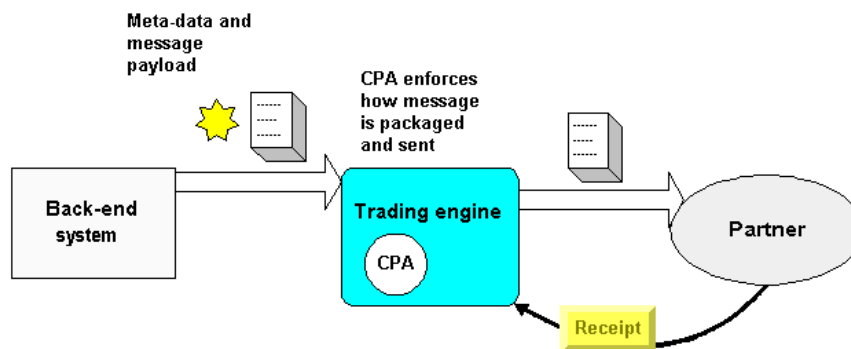 Meta-data and
message
payload
CPA enforces
how message
is packaged
and sent
Back-end
system
Trading engine
CPA
Partner
Receipt